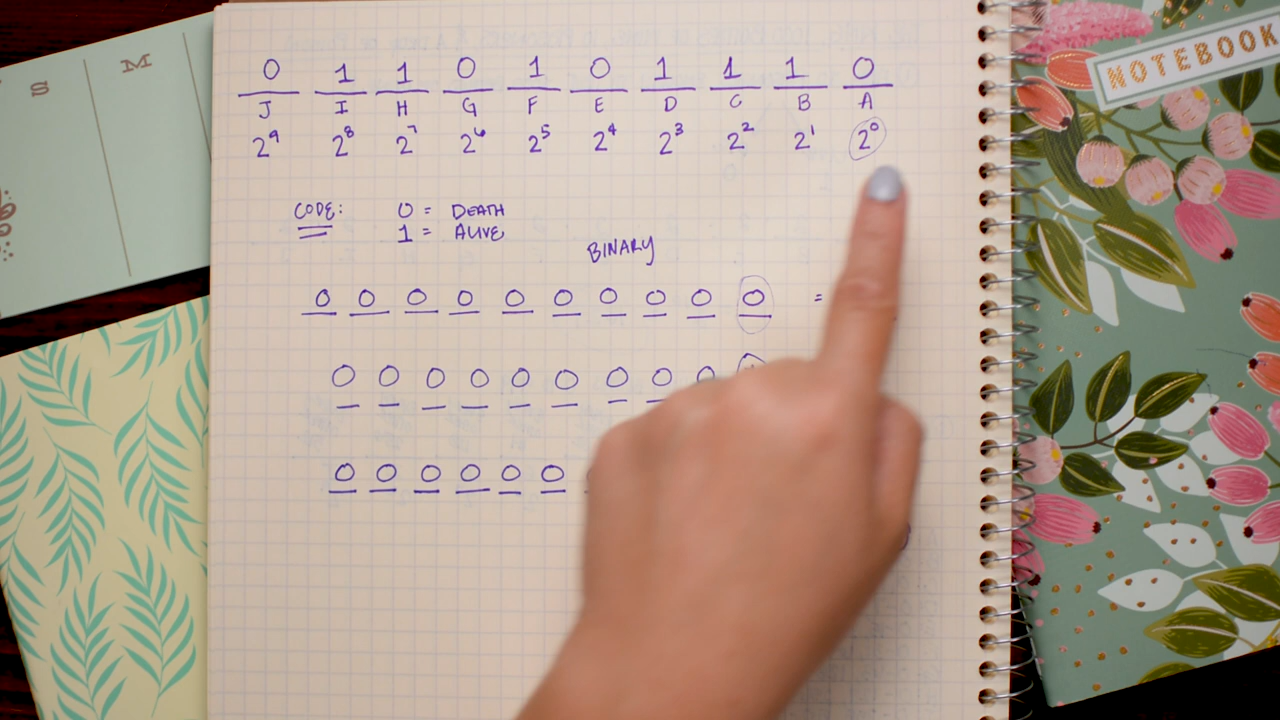 S M
NOTEBOOK
0 1 1 0 1 0 1 1 1 0
J I H G F E D C B A
2⁹ 2⁸ 2⁷ 2⁶ 2⁵ 2⁴ 2³ 2² 2¹ 2⁰
CODE: 0 = DEATH
1 = ALIVE
BINARY
0 0 0 0 0 0 0 0 0 0 =
0 0 0 0 0 0 0 0 0
0 0 0 0 0 0